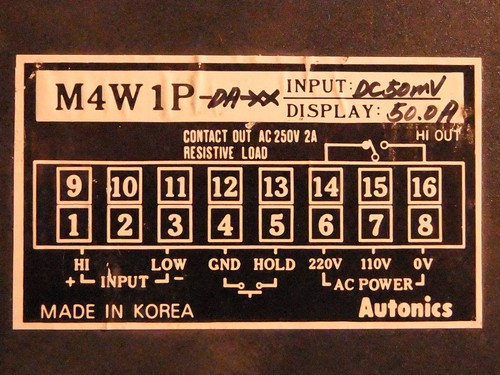 M4W1P-DA-XX INPUT: DC50mV
DISPLAY: 50.0A
CONTACT OUT AC 250V 2A HI OUT
RESISTIVE LOAD
9 10 11 12 13 14 15 16
1 2 3 4 5 6 7 8
HI LOW GND HOLD 220V 110V 0V
+ INPUT - AC POWER
MADE IN KOREA Autonics